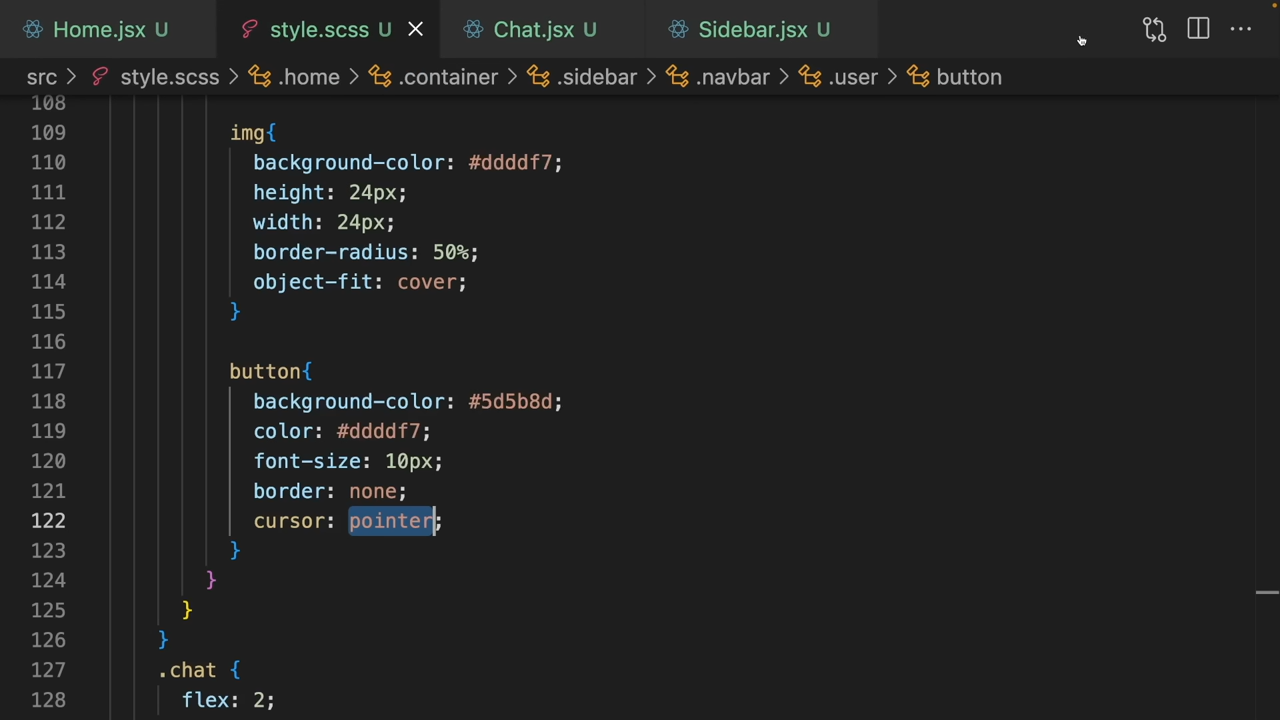 Home.jsx U style.scss U Chat.jsx U Sidebar.jsx U
src > style.scss > .home > .container > .sidebar > .navbar > .user > button
108
109 img{
110 background-color: #ddddf7;
111 height: 24px;
112 width: 24px;
113 border-radius: 50%;
114 object-fit: cover;
115 }
116
117 button{
118 background-color: #5d5b8d;
119 color: #ddddf7;
120 font-size: 10px;
121 border: none;
122 cursor: pointer;
123 }
124 }
125 }
126 }
127 .chat {
128 flex: 2;